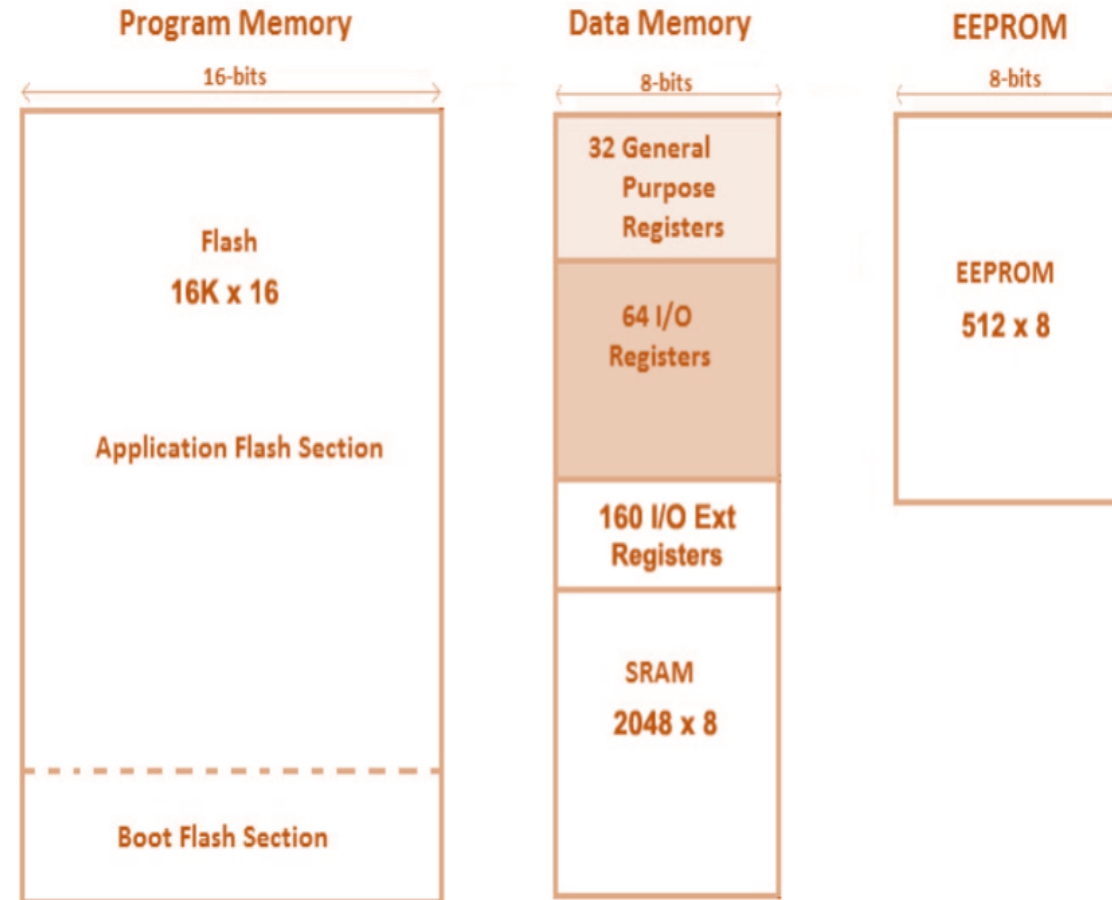 Program Memory
16-bits
Flash
16K x 16
Application Flash Section
Boot Flash Section
Data Memory
8-bits
32 General
Purpose
Registers
64 I/O
Registers
160 I/O Ext
Registers
SRAM
2048 x 8
EEPROM
8-bits
EEPROM
512 x 8